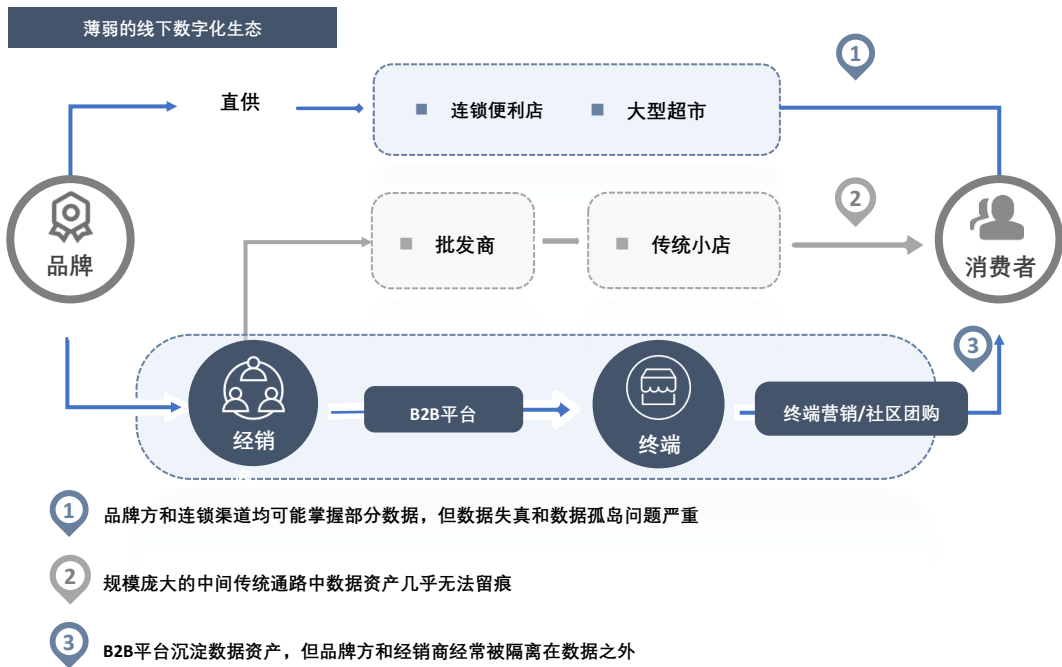 薄弱的线下数字化生态
1
直供
■ 连锁便利店 ■ 大型超市
2
■ 批发商
■ 传统小店
品牌
消费者
3
B2B平台
终端营销/社区团购
经销
终端
1 品牌方和连锁渠道均可能掌握部分数据，但数据失真和数据孤岛问题严重
2 规模庞大的中间传统通路中数据资产几乎无法留痕
3 B2B平台沉淀数据资产，但品牌方和经销商经常被隔离在数据之外